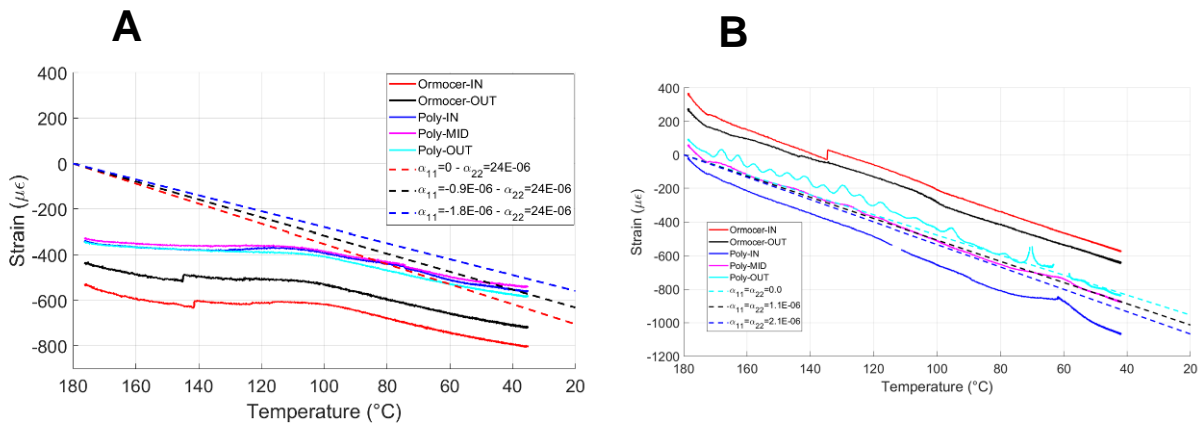 A
400
200
0
-200
-400
-600
-800
Strain (με)
180
160
140
120
100
80
60
40
20
Temperature (°C)
Ormocer-IN
Ormocer-OUT
Poly-IN
Poly-MID
Poly-OUT
α11=0 - α22=24E-06
α11=-0.9E-06 - α22=24E-06
α11=-1.8E-06 - α22=24E-06
B
400
200
0
-200
-400
-600
-800
-1000
-1200
Strain (με)
180
160
140
120
100
80
60
40
20
Temperature (°C)
Ormocer-IN
Ormocer-OUT
Poly-IN
Poly-MID
Poly-OUT
α11=α22=0.0
α11=α22=1.1E-06
α11=α22=2.1E-06